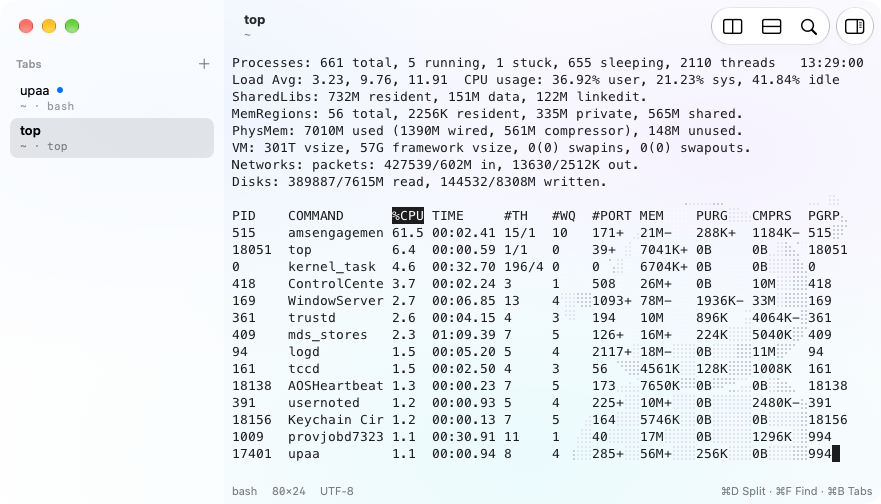 top
~
Tabs
upaa
~ · bash
top
~ · top
Processes: 661 total, 5 running, 1 stuck, 655 sleeping, 2110 threads 13:29:00
Load Avg: 3.23, 9.76, 11.91 CPU usage: 36.92% user, 21.23% sys, 41.84% idle
SharedLibs: 732M resident, 151M data, 122M linkedit.
MemRegions: 56 total, 2256K resident, 335M private, 565M shared.
PhysMem: 7010M used (1390M wired, 561M compressor), 148M unused.
VM: 301T vsize, 57G framework vsize, 0(0) swapins, 0(0) swapouts.
Networks: packets: 427539/602M in, 13630/2512K out.
Disks: 389887/7615M read, 144532/8308M written.
PID COMMAND %CPU TIME #TH #WQ #PORT MEM PURG CMPRS PGRP
515 amsengagemen 61.5 00:02.41 15/1 10 171+ 21M- 288K+ 1184K- 515
18051 top 6.4 00:00.59 1/1 0 39+ 7041K+ 0B 0B 18051
0 kernel_task 4.6 00:32.70 196/4 0 0 6704K+ 0B 0B 0
418 ControlCente 3.7 00:02.24 3 1 508 26M+ 0B 10M 418
169 WindowServer 2.7 00:06.85 13 4 1093+ 78M- 1936K- 33M 169
361 trustd 2.6 00:04.15 4 3 194 10M 896K 4064K- 361
409 mds_stores 2.3 01:09.39 7 5 126+ 16M+ 224K 5040K 409
94 logd 1.5 00:05.20 5 4 2117+ 18M- 0B 11M 94
161 tccd 1.5 00:02.50 4 3 56 4561K 128K 1008K 161
18138 AOSHeartbeat 1.3 00:00.23 7 5 173 7650K 0B 0B 18138
391 usernoted 1.2 00:00.93 5 4 225+ 10M+ 0B 2480K- 391
18156 Keychain Cir 1.2 00:00.13 7 5 164 5746K 0B 0B 18156
1009 provjobd7323 1.1 00:30.91 11 1 40 17M 0B 1296K 994
17401 upaa 1.1 00:00.94 8 4 285+ 56M+ 256K 0B 994
bash 80×24 UTF-8 ⌘D Split · ⌘F Find · ⌘B Tabs